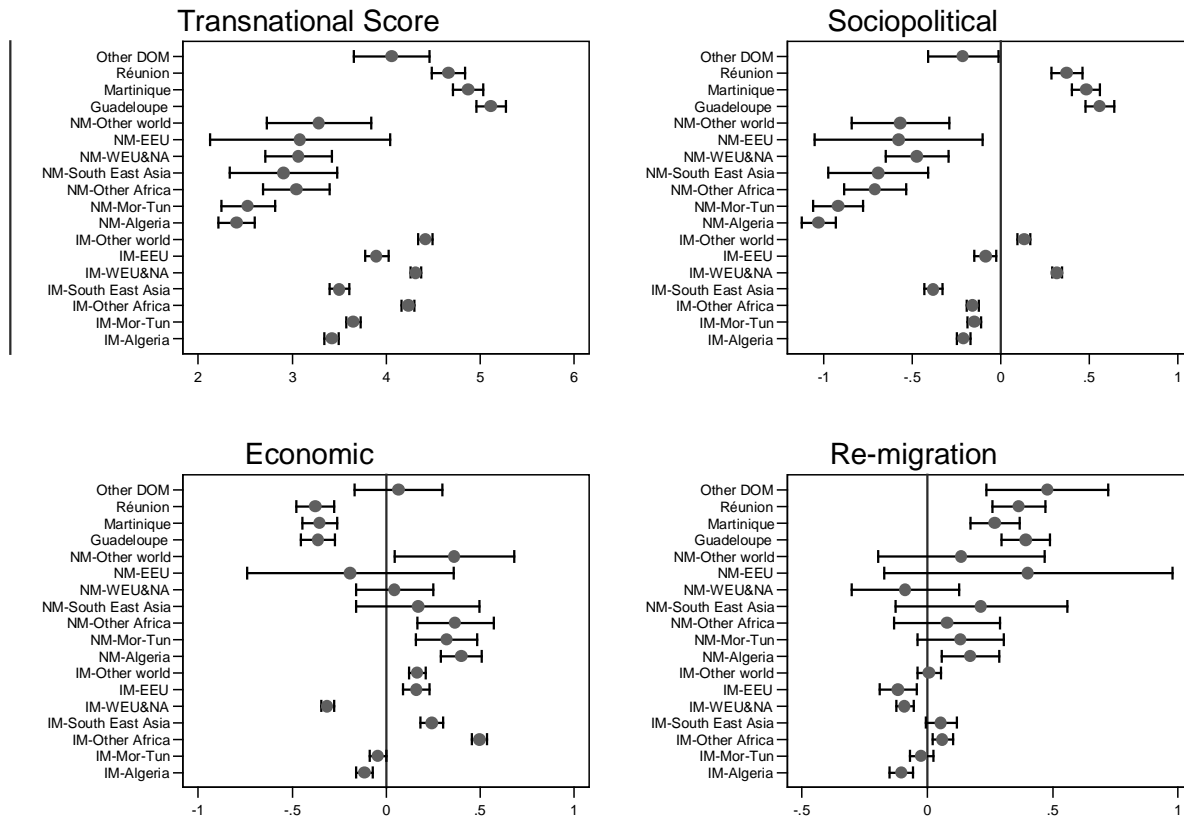 Transnational Score
Other DOM
Réunion
Martinique
Guadeloupe
NM-Other world
NM-EEU
NM-WEU&NA
NM-South East Asia
NM-Other Africa
NM-Mor-Tun
NM-Algeria
IM-Other world
IM-EEU
IM-WEU&NA
IM-South East Asia
IM-Other Africa
IM-Mor-Tun
IM-Algeria
2 3 4 5 6
Sociopolitical
Other DOM
Réunion
Martinique
Guadeloupe
NM-Other world
NM-EEU
NM-WEU&NA
NM-South East Asia
NM-Other Africa
NM-Mor-Tun
NM-Algeria
IM-Other world
IM-EEU
IM-WEU&NA
IM-South East Asia
IM-Other Africa
IM-Mor-Tun
IM-Algeria
-1 -.5 0 .5 1
Economic
Other DOM
Réunion
Martinique
Guadeloupe
NM-Other world
NM-EEU
NM-WEU&NA
NM-South East Asia
NM-Other Africa
NM-Mor-Tun
NM-Algeria
IM-Other world
IM-EEU
IM-WEU&NA
IM-South East Asia
IM-Other Africa
IM-Mor-Tun
IM-Algeria
-1 -.5 0 .5 1
Re-migration
Other DOM
Réunion
Martinique
Guadeloupe
NM-Other world
NM-EEU
NM-WEU&NA
NM-South East Asia
NM-Other Africa
NM-Mor-Tun
NM-Algeria
IM-Other world
IM-EEU
IM-WEU&NA
IM-South East Asia
IM-Other Africa
IM-Mor-Tun
IM-Algeria
-.5 0 .5 1